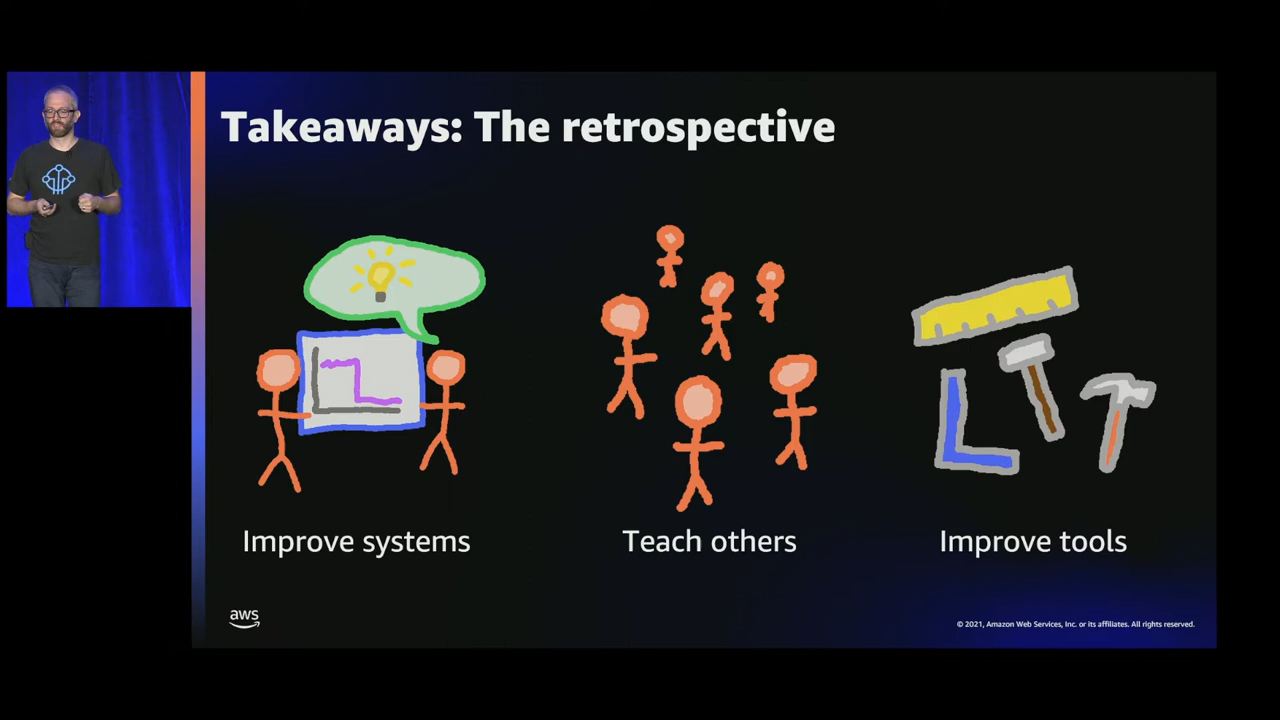 Takeaways: The retrospective
Improve systems
Teach others
Improve tools
aws
© 2021, Amazon Web Services, Inc. or its affiliates. All rights reserved.